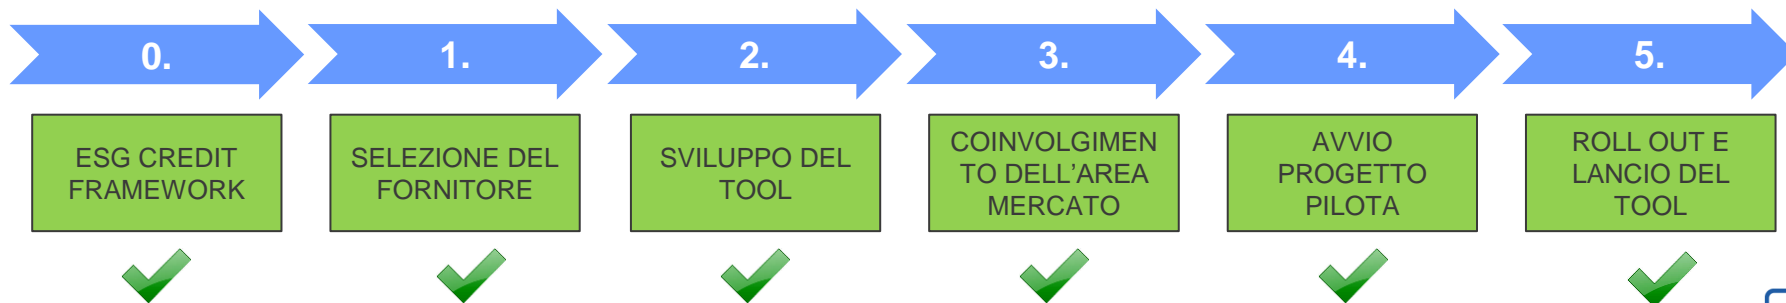 0.
1.
2.
3.
4.
5.
ESG CREDIT
FRAMEWORK
SELEZIONE DEL
FORNITORE
SVILUPPO DEL
TOOL
COINVOLGIMEN
TO DELL’AREA
MERCATO
AVVIO
PROGETTO
PILOTA
ROLL OUT E
LANCIO DEL
TOOL